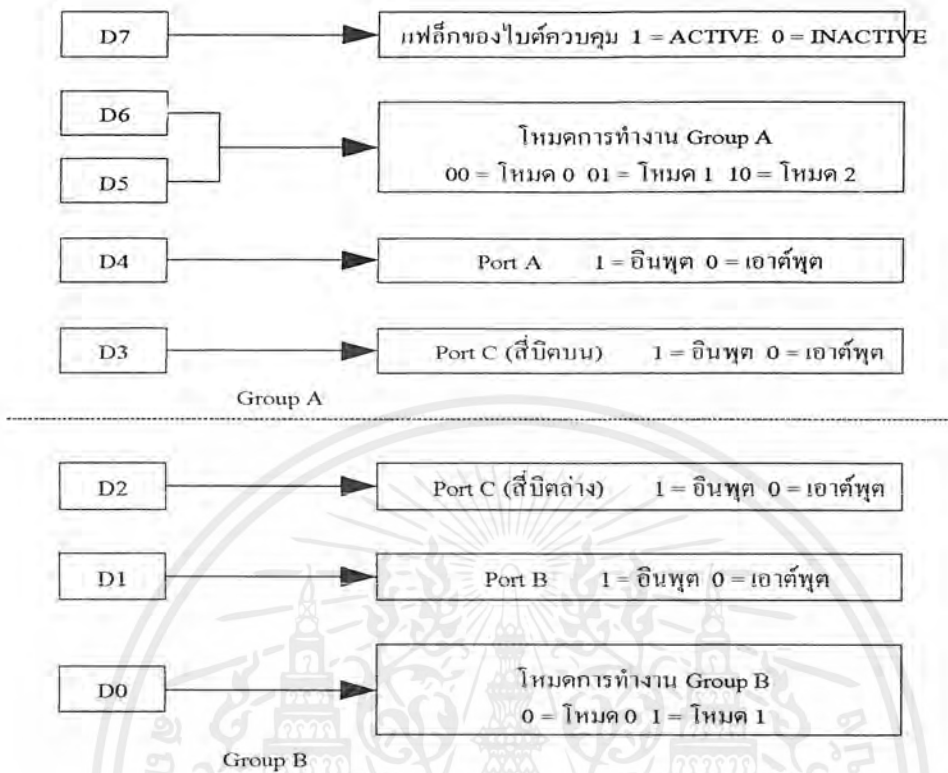 D7
แฟล็กของไบต์ควบคุม 1 = ACTIVE 0 = INACTIVE
D6
D5
โหมดการทำงาน Group A
00 = โหมด 0 01 = โหมด 1 10 = โหมด 2
D4
Port A 1 = อินพุต 0 = เอาต์พุต
D3
Port C (สี่บิตบน) 1 = อินพุต 0 = เอาต์พุต
Group A
D2
Port C (สี่บิตล่าง) 1 = อินพุต 0 = เอาต์พุต
D1
Port B 1 = อินพุต 0 = เอาต์พุต
D0
โหมดการทำงาน Group B
0 = โหมด 0 1 = โหมด 1
Group B